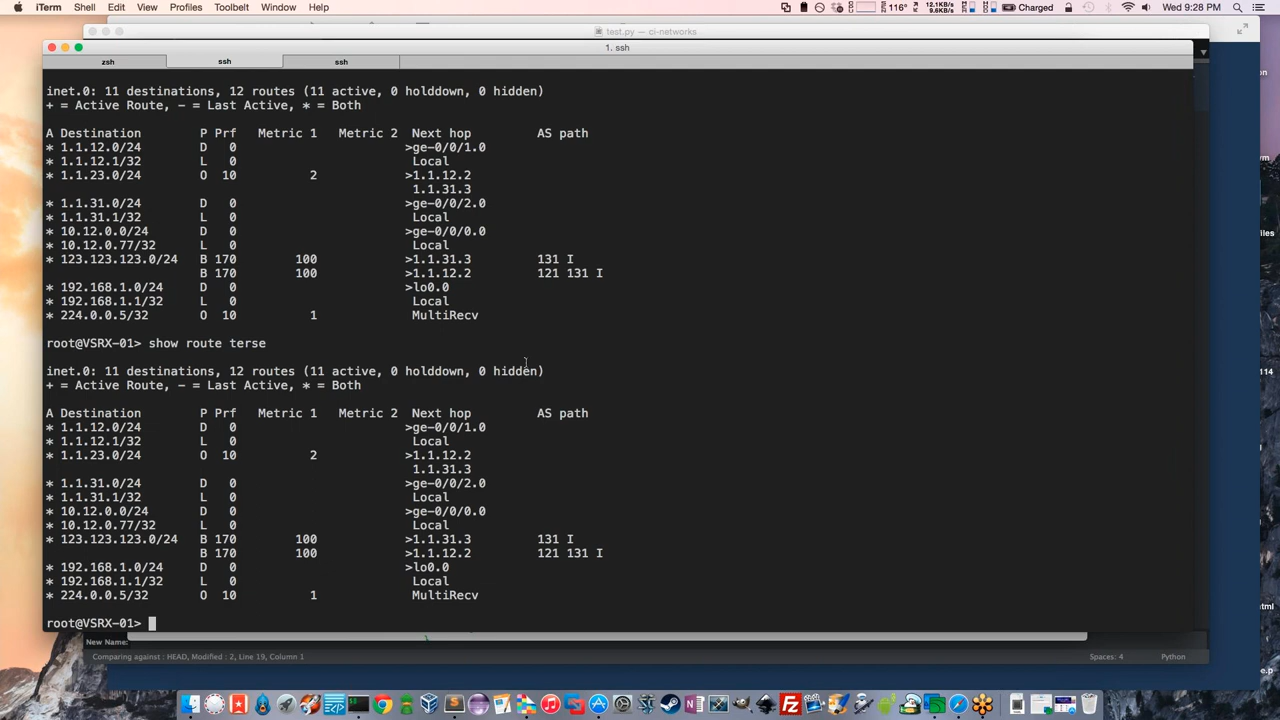 iTerm Shell Edit View Profiles Toolbelt Window Help 116° 12.1KB/s 9.6KB/s Charged Wed 9:28 PM
test.py — ci-networks
1. ssh
zsh ssh ssh
inet.0: 11 destinations, 12 routes (11 active, 0 holddown, 0 hidden)
+ = Active Route, - = Last Active, * = Both
A Destination P Prf Metric 1 Metric 2 Next hop AS path
* 1.1.12.0/24 D 0 >ge-0/0/1.0
* 1.1.12.1/32 L 0 Local
* 1.1.23.0/24 O 10 2 >1.1.12.2
1.1.31.3
* 1.1.31.0/24 D 0 >ge-0/0/2.0
* 1.1.31.1/32 L 0 Local
* 10.12.0.0/24 D 0 >ge-0/0/0.0
* 10.12.0.77/32 L 0 Local
* 123.123.123.0/24 B 170 100 >1.1.31.3 131 I
B 170 100 >1.1.12.2 121 131 I
* 192.168.1.0/24 D 0 >lo0.0
* 192.168.1.1/32 L 0 Local
* 224.0.0.5/32 O 10 1 MultiRecv
root@VSRX-01> show route terse
inet.0: 11 destinations, 12 routes (11 active, 0 holddown, 0 hidden)
+ = Active Route, - = Last Active, * = Both
A Destination P Prf Metric 1 Metric 2 Next hop AS path
* 1.1.12.0/24 D 0 >ge-0/0/1.0
* 1.1.12.1/32 L 0 Local
* 1.1.23.0/24 O 10 2 >1.1.12.2
1.1.31.3
* 1.1.31.0/24 D 0 >ge-0/0/2.0
* 1.1.31.1/32 L 0 Local
* 10.12.0.0/24 D 0 >ge-0/0/0.0
* 10.12.0.77/32 L 0 Local
* 123.123.123.0/24 B 170 100 >1.1.31.3 131 I
B 170 100 >1.1.12.2 121 131 I
* 192.168.1.0/24 D 0 >lo0.0
* 192.168.1.1/32 L 0 Local
* 224.0.0.5/32 O 10 1 MultiRecv
root@VSRX-01>
New Name:
Comparing against : HEAD, Modified : 2, Line 19, Column 1 Spaces: 4 Python